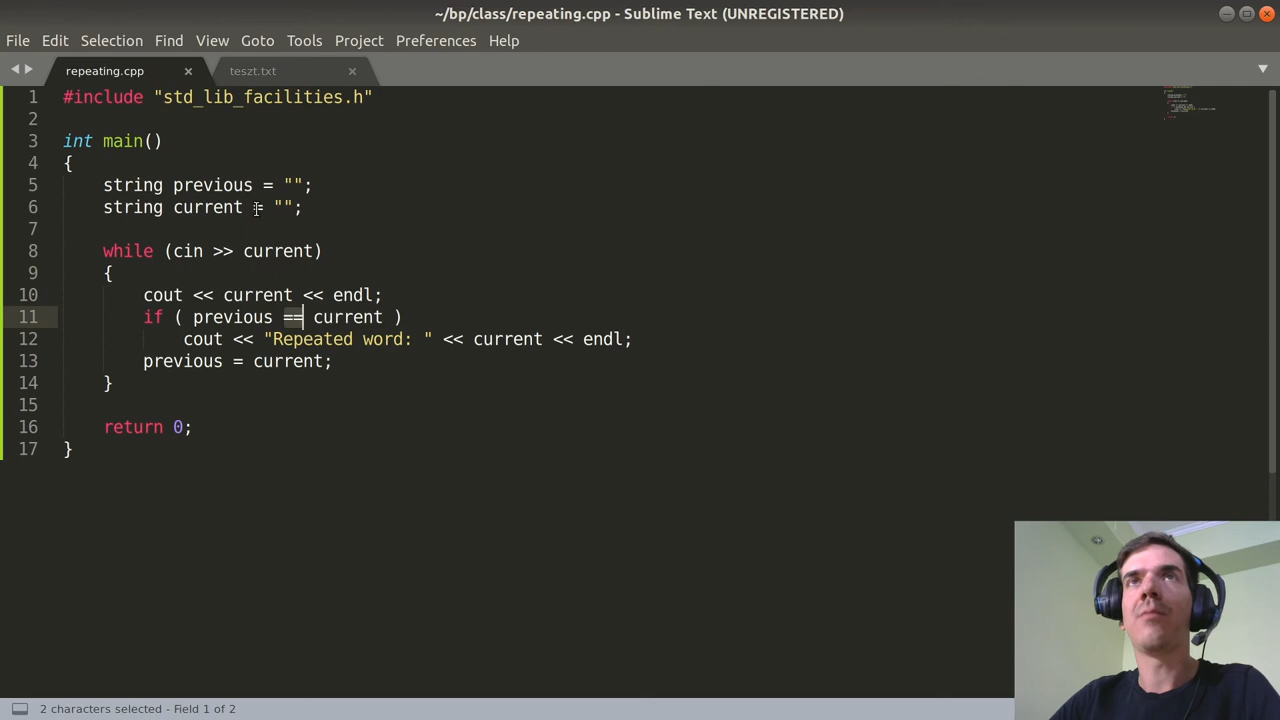 ~/bp/class/repeating.cpp - Sublime Text (UNREGISTERED)
File Edit Selection Find View Goto Tools Project Preferences Help
repeating.cpp × teszt.txt ×
1 #include "std_lib_facilities.h"
2
3 int main()
4 {
5 string previous = "";
6 string current = "";
7
8 while (cin >> current)
9 {
10 cout << current << endl;
11 if ( previous == current )
12 cout << "Repeated word: " << current << endl;
13 previous = current;
14 }
15
16 return 0;
17 }
2 characters selected - Field 1 of 2